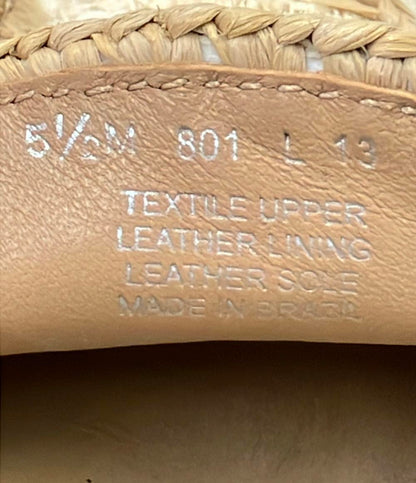 5½M 801 L 13
TEXTILE UPPER
LEATHER LINING
LEATHER SOLE
MADE IN BRAZIL